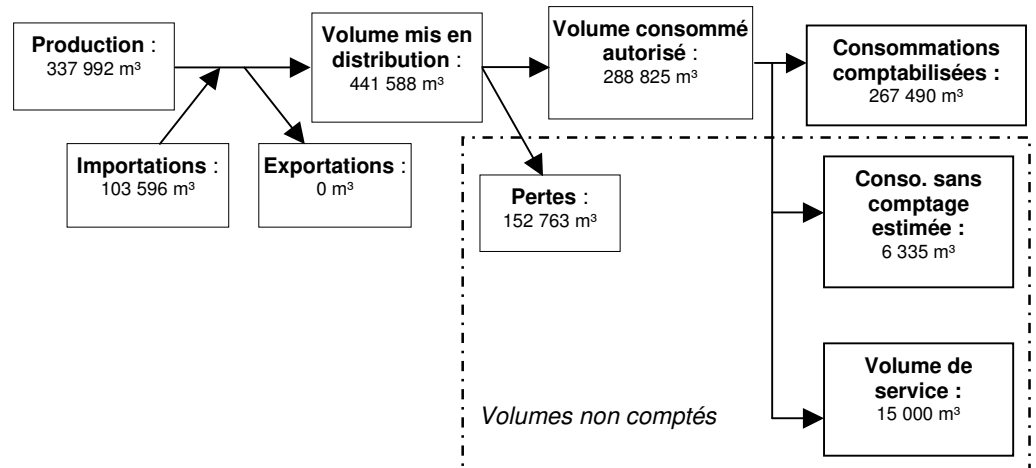 Production :
337 992 m³
Volume mis en
distribution :
441 588 m³
Volume consommé
autorisé :
288 825 m³
Consommations
comptabilisées :
267 490 m³
Importations :
103 596 m³
Exportations :
0 m³
Pertes :
152 763 m³
Conso. sans
comptage
estimée :
6 335 m³
Volume de
service :
15 000 m³
Volumes non comptés